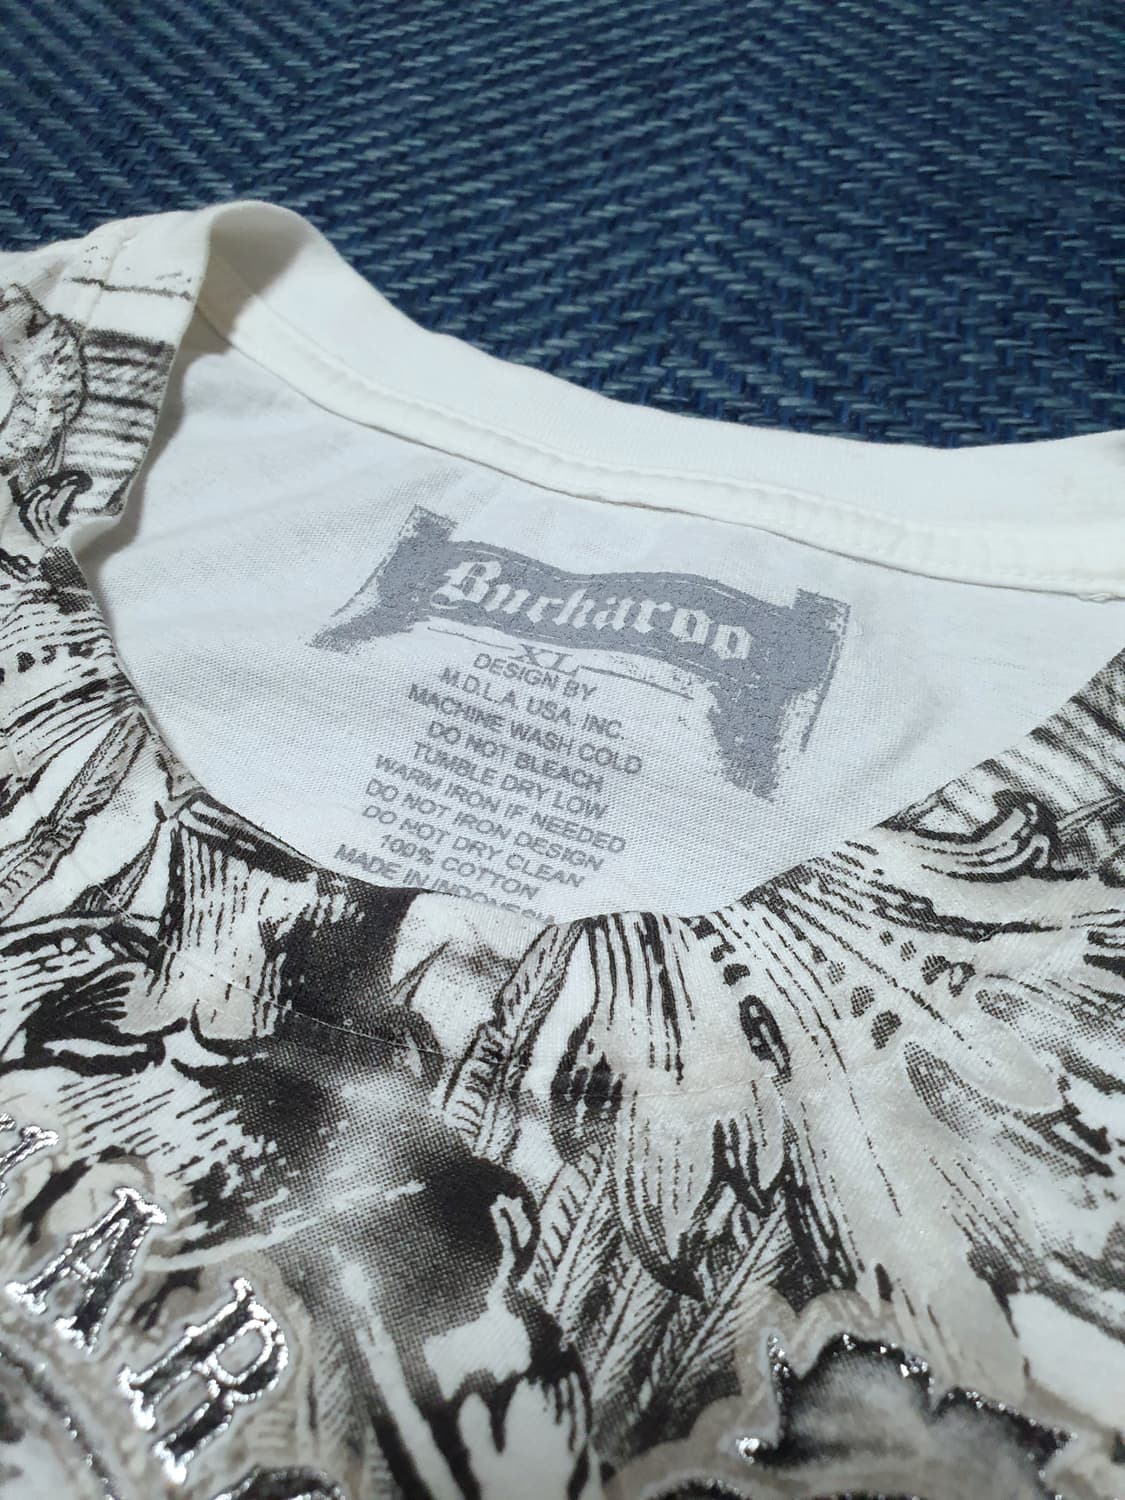 Bucharoo
XL
DESIGN BY
M.D.L.A. USA. INC.
MACHINE WASH COLD
DO NOT BLEACH
TUMBLE DRY LOW
WARM IRON IF NEEDED
DO NOT IRON DESIGN
DO NOT DRY CLEAN
100% COTTON
MADE IN INDONESIA